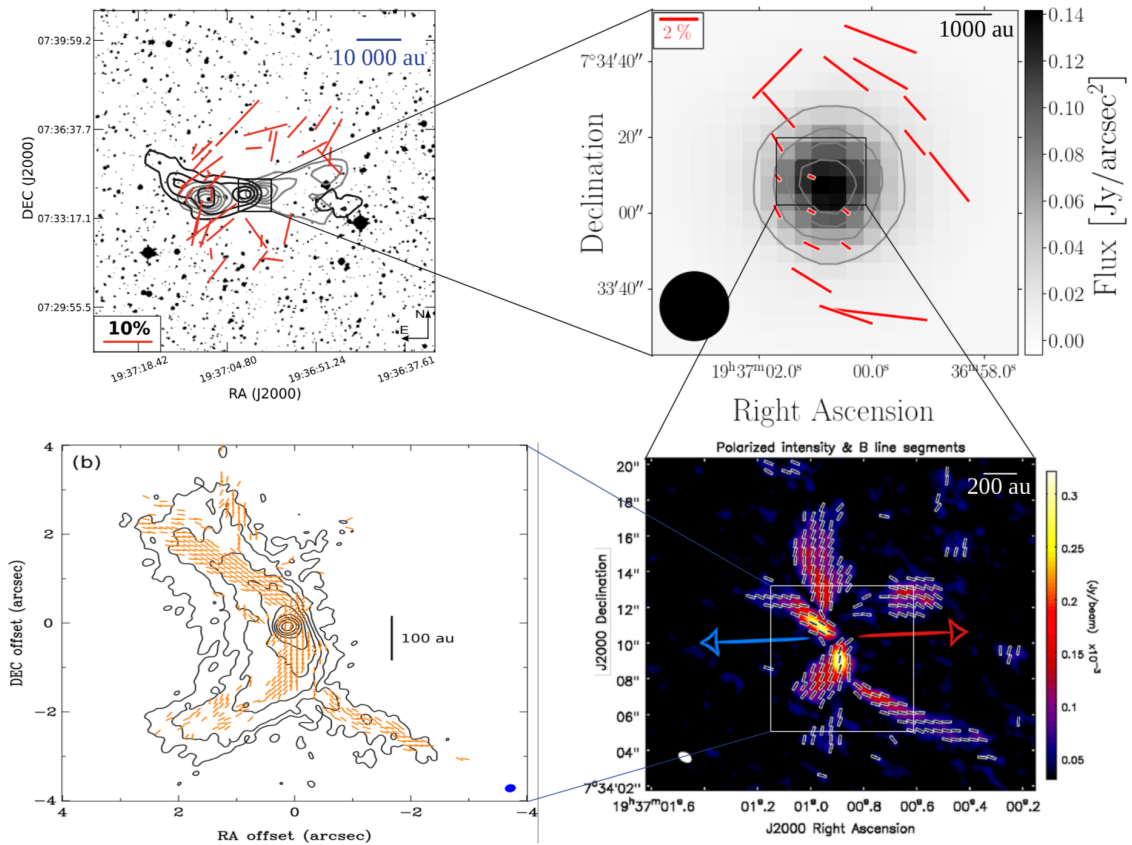 07:39:59.2
07:36:37.7
07:33:17.1
07:29:55.5
DEC (J2000)
10 000 au
N
E
10%
19:37:18.42
19:37:04.80
19:36:51.24
19:36:37.61
RA (J2000)
2 %
1000 au
7°34′40″
20″
00″
33′40″
Declination
19h37m02.0s
00.0s
36m58.0s
Right Ascension
0.14
0.12
0.10
0.08
0.06
0.04
0.02
0.00
Flux [Jy/arcsec²]
(b)
4
2
0
−2
−4
DEC offset (arcsec)
100 au
4
2
0
−2
−4
RA offset (arcsec)
Polarized intensity & B line segments
200 au
20"
18"
16"
14"
12"
10"
08"
06"
04"
7°34'02"
J2000 Declination
19h37m01s.6
01s.2
01s.0
00s.8
00s.6
00s.4
00s.2
J2000 Right Ascension
0.3
0.25
0.2
0.15
0.1
0.05
(Jy/beam) x10⁻³